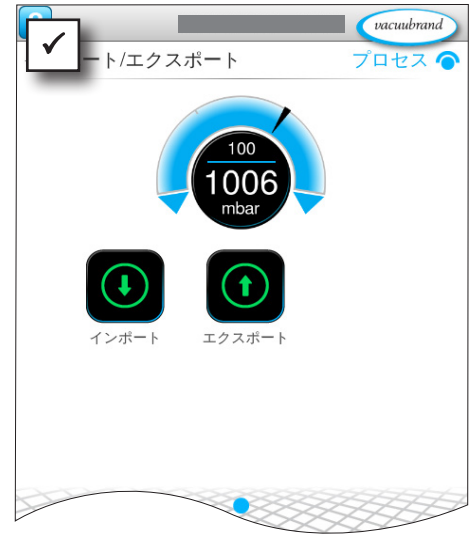 vacuubrand
ート/エクスポート
プロセス
100
1006
mbar
インポート
エクスポート